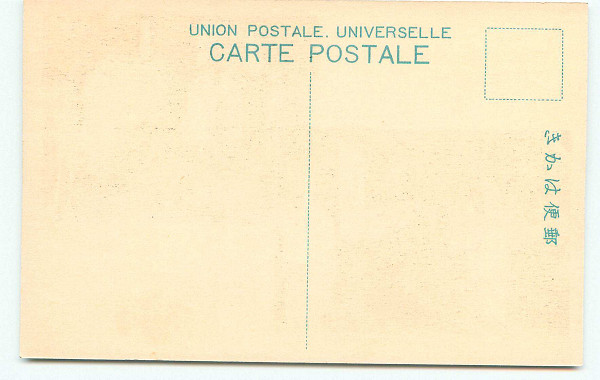 UNION POSTALE. UNIVERSELLE
CARTE POSTALE
郵便はかき